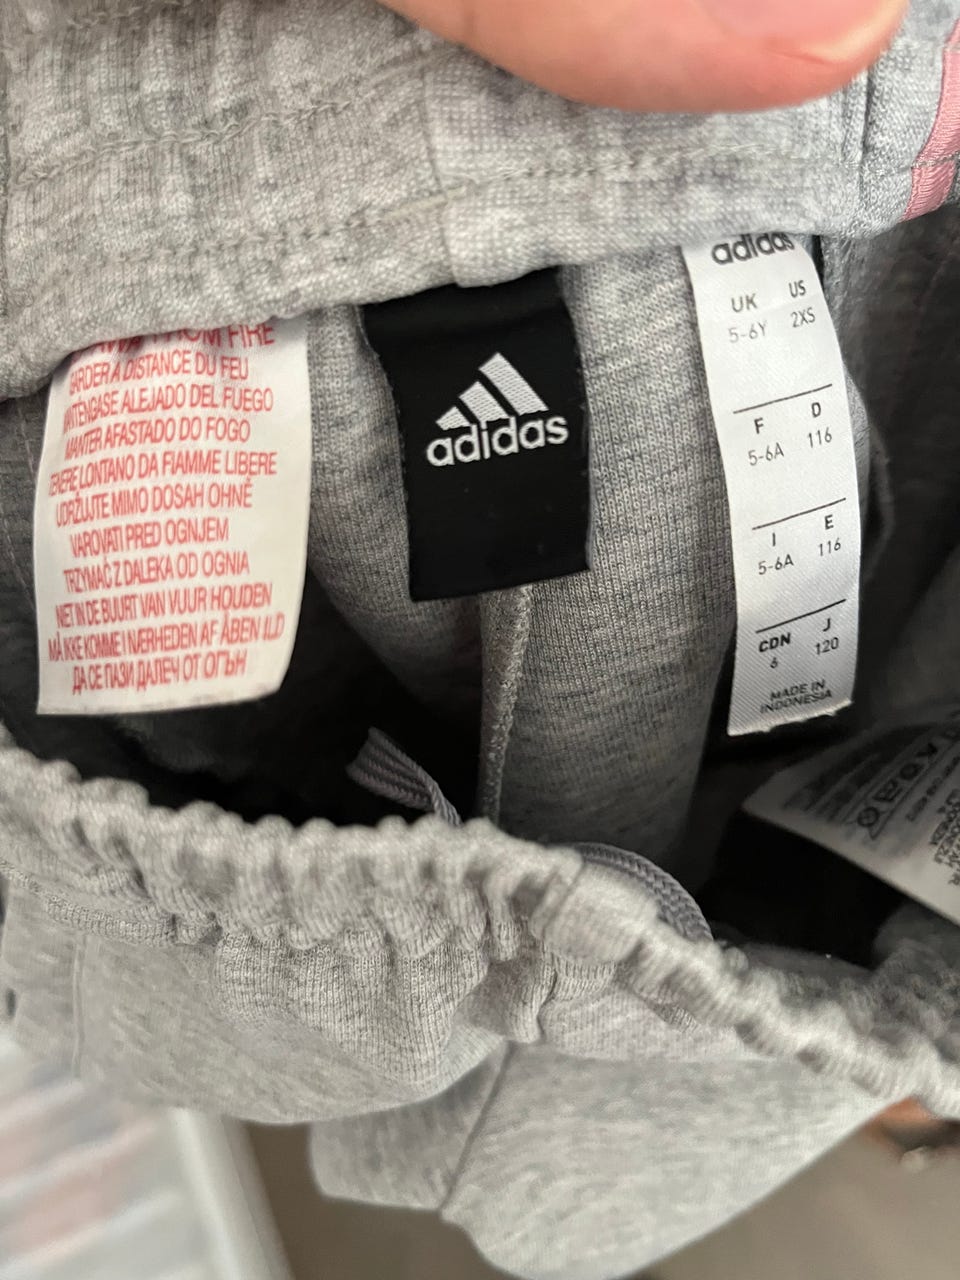 FROM FIRE
GARDER A DISTANCE DU FEU
MANTENGASE ALEJADO DEL FUEGO
MANTER AFASTADO DO FOGO
TENERE LONTANO DA FIAMME LIBERE
UDRŽUJTE MIMO DOSAH OHNĚ
VAROVATI PRED OGNJEM
TRZYMAĆ Z DALEKA OD OGNIA
NIET IN DE BUURT VAN VUUR HOUDEN
MÅ IKKE KOMME I NÆRHEDEN AF ÅBEN ILD
ДА СЕ ПАЗИ ДАЛЕЧ ОТ ОГЪН
adidas
adidas
UK US
5-6Y 2XS
F D
5-6A 116
I E
5-6A 116
CDN J
6 120
MADE IN
INDONESIA